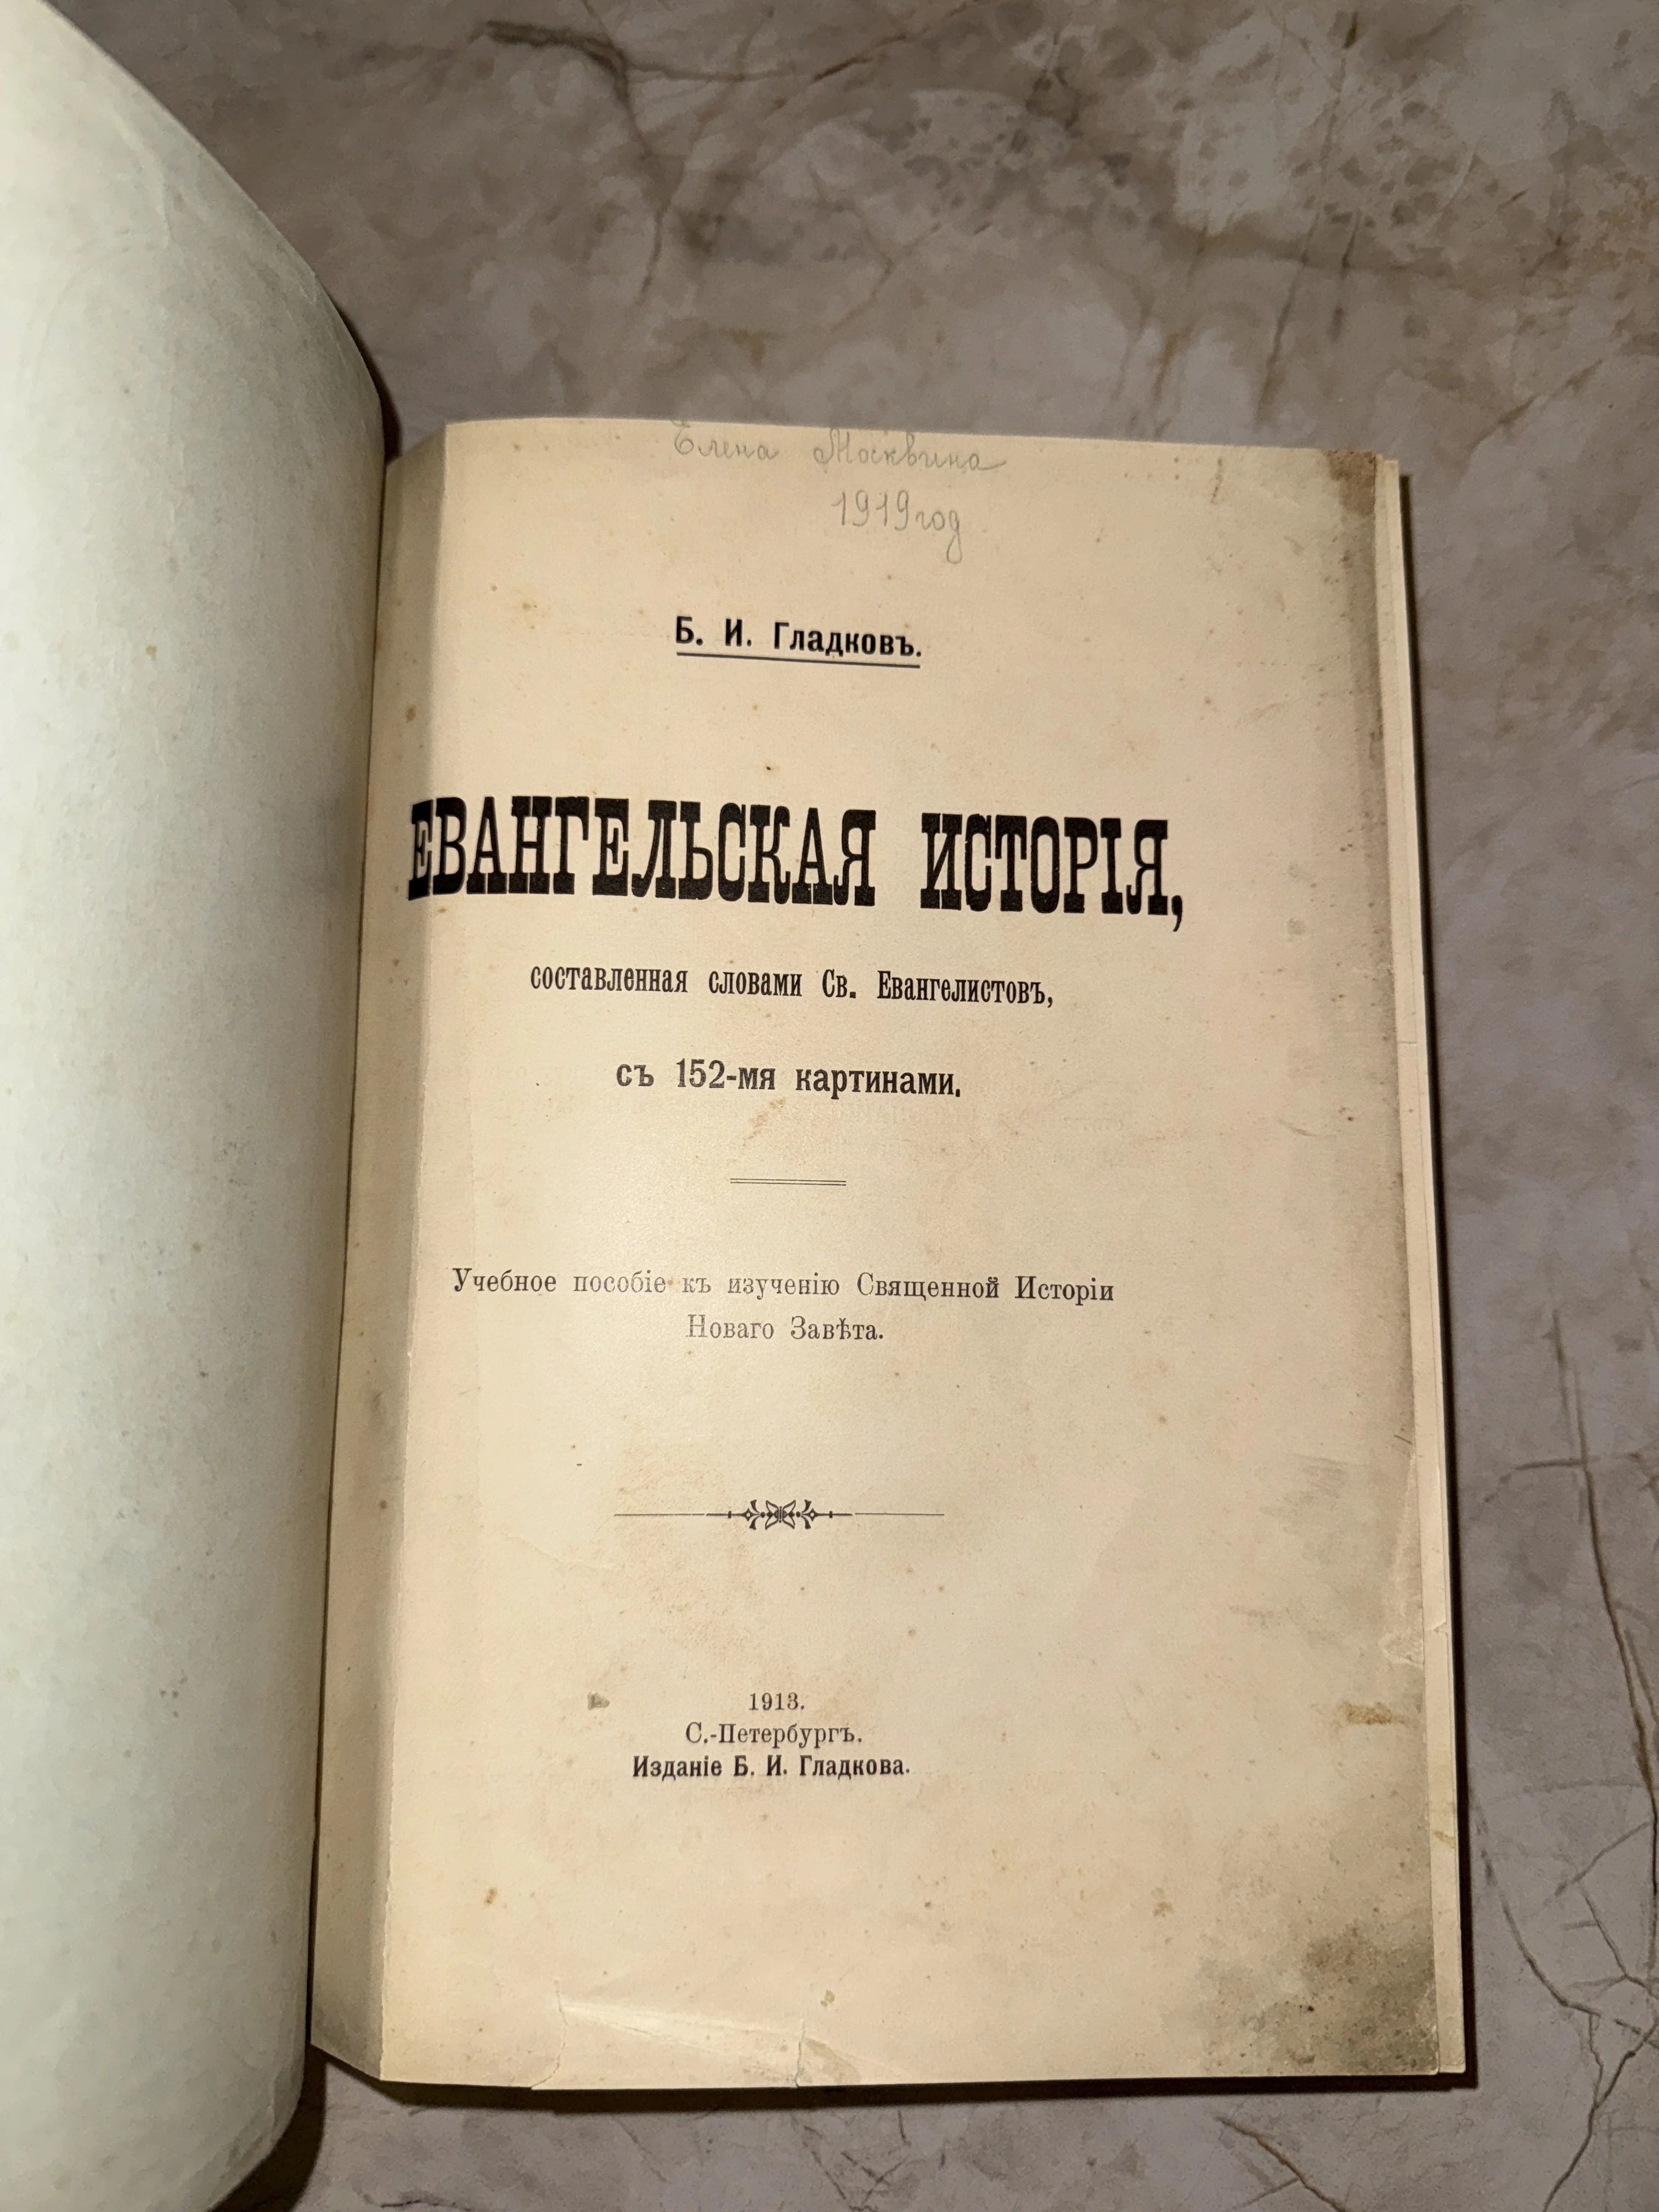 Елена Москвина
1919 год
Б. И. Гладковъ.
ЕВАНГЕЛЬСКАЯ ИСТОРІЯ,
составленная словами Св. Евангелистовъ,
съ 152-мя картинами.
Учебное пособіе къ изученію Священной Исторіи
Новаго Завѣта.
1913.
С.-Петербургъ.
Изданіе Б. И. Гладкова.